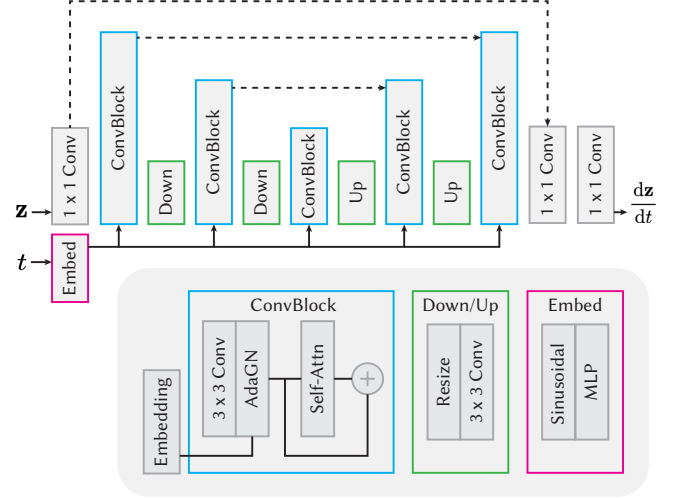 z
1 x 1 Conv
ConvBlock
Down
ConvBlock
Down
ConvBlock
Up
ConvBlock
Up
ConvBlock
1 x 1 Conv
1 x 1 Conv
dz
dt
t
Embed
ConvBlock
Embedding
3 x 3 Conv
AdaGN
Self-Attn
+
Down/Up
Resize
3 x 3 Conv
Embed
Sinusoidal
MLP